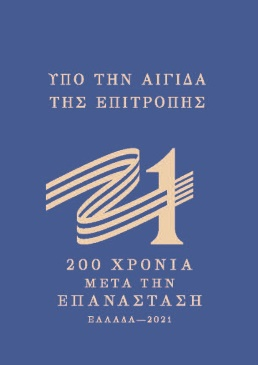 ΥΠΟ ΤΗΝ ΑΙΓΙΔΑ
ΤΗΣ ΕΠΙΤΡΟΠΗΣ
21
200 ΧΡΟΝΙΑ
ΜΕΤΑ ΤΗΝ
ΕΠΑΝΑΣΤΑΣΗ
ΕΛΛΑΔΑ—2021